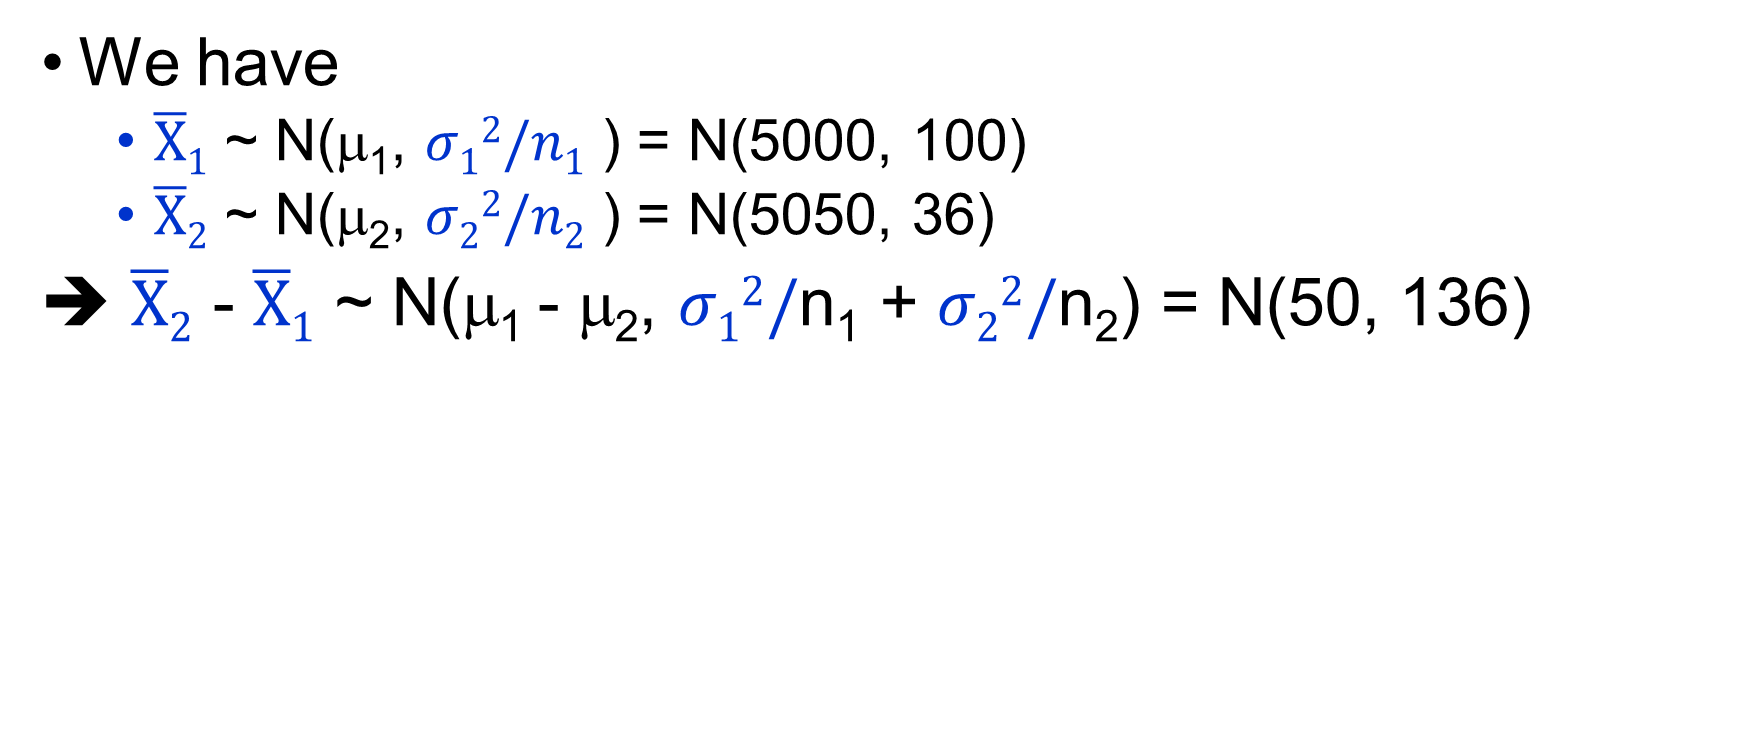 • We have
• X̅₁ ~ N(μ₁, σ₁²/n₁ ) = N(5000, 100)
• X̅₂ ~ N(μ₂, σ₂²/n₂ ) = N(5050, 36)
➔ X̅₂ - X̅₁ ~ N(μ₁ - μ₂, σ₁²/n₁ + σ₂²/n₂) = N(50, 136)